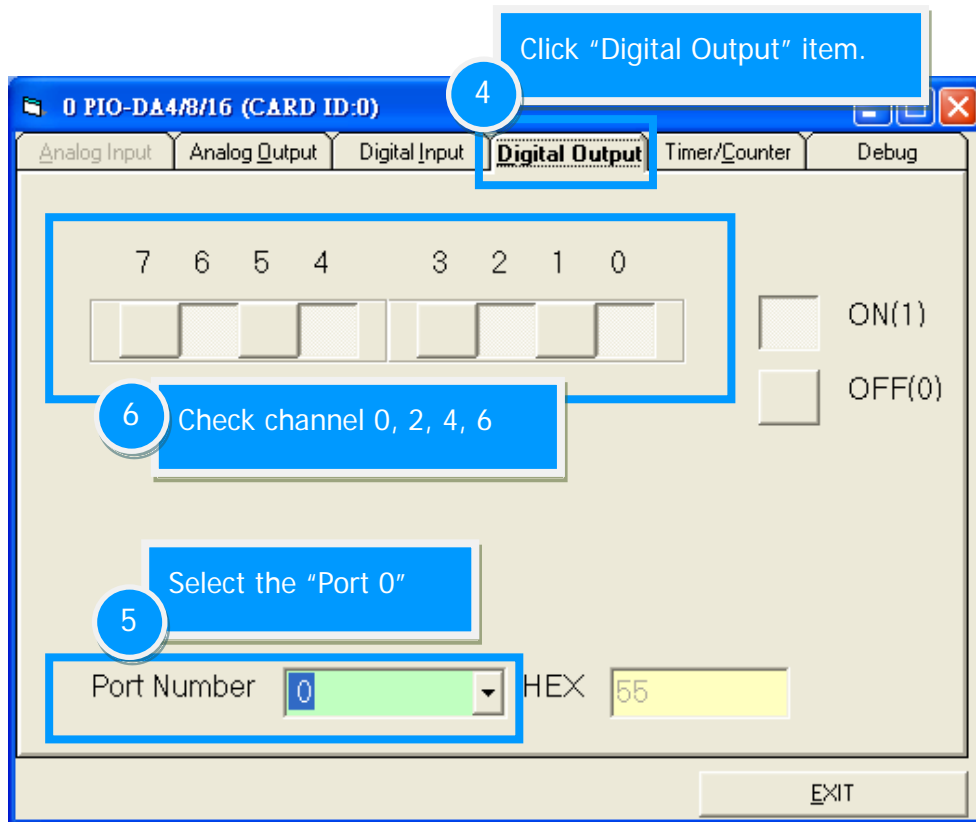 Click “Digital Output” item.
4
0 PIO-DA4/8/16 (CARD ID:0)
Analog Input Analog Output Digital Input Digital Output Timer/Counter Debug
7 6 5 4 3 2 1 0
ON(1)
OFF(0)
6 Check channel 0, 2, 4, 6
Select the “Port 0”
5
Port Number 0 HEX 55
EXIT